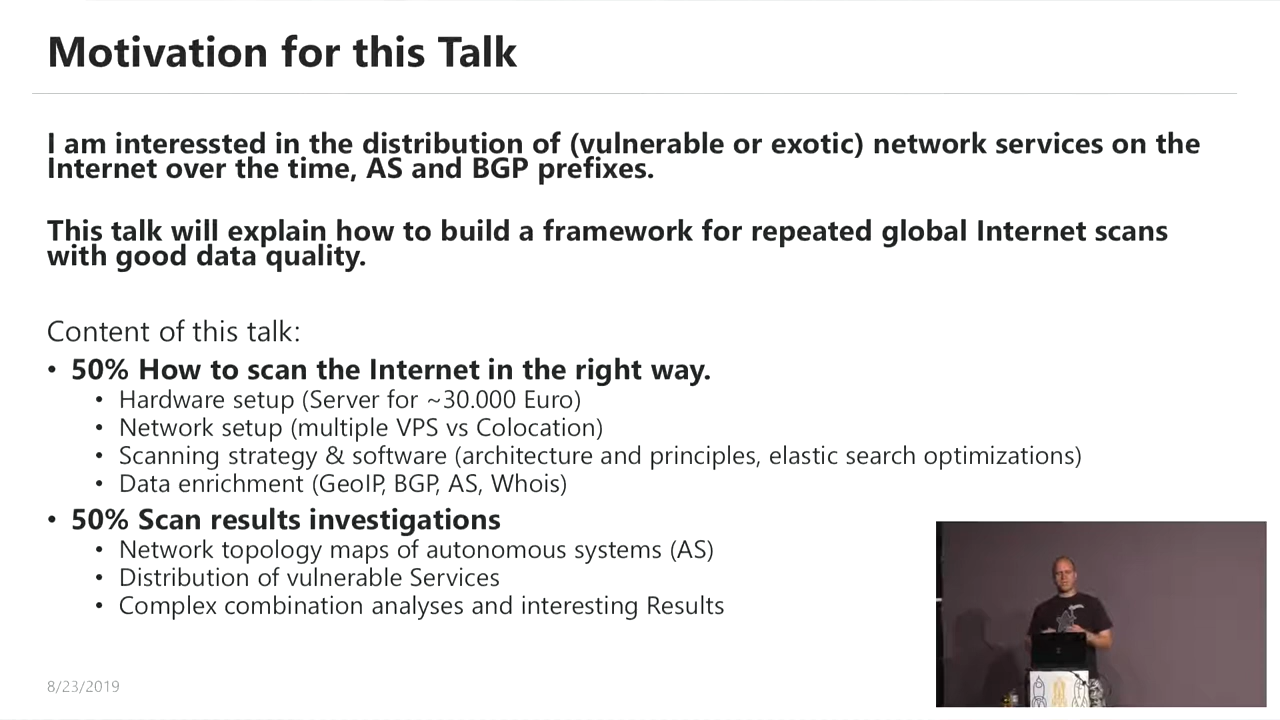 Motivation for this Talk
I am interessted in the distribution of (vulnerable or exotic) network services on the
Internet over the time, AS and BGP prefixes.
This talk will explain how to build a framework for repeated global Internet scans
with good data quality.
Content of this talk:
• 50% How to scan the Internet in the right way.
• Hardware setup (Server for ~30.000 Euro)
• Network setup (multiple VPS vs Colocation)
• Scanning strategy & software (architecture and principles, elastic search optimizations)
• Data enrichment (GeoIP, BGP, AS, Whois)
• 50% Scan results investigations
• Network topology maps of autonomous systems (AS)
• Distribution of vulnerable Services
• Complex combination analyses and interesting Results
8/23/2019